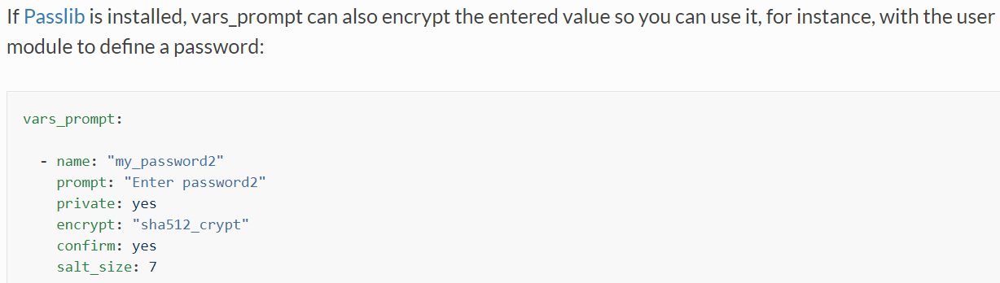 If Passlib is installed, vars_prompt can also encrypt the entered value so you can use it, for instance, with the user
module to define a password:
vars_prompt:
- name: "my_password2"
prompt: "Enter password2"
private: yes
encrypt: "sha512_crypt"
confirm: yes
salt_size: 7